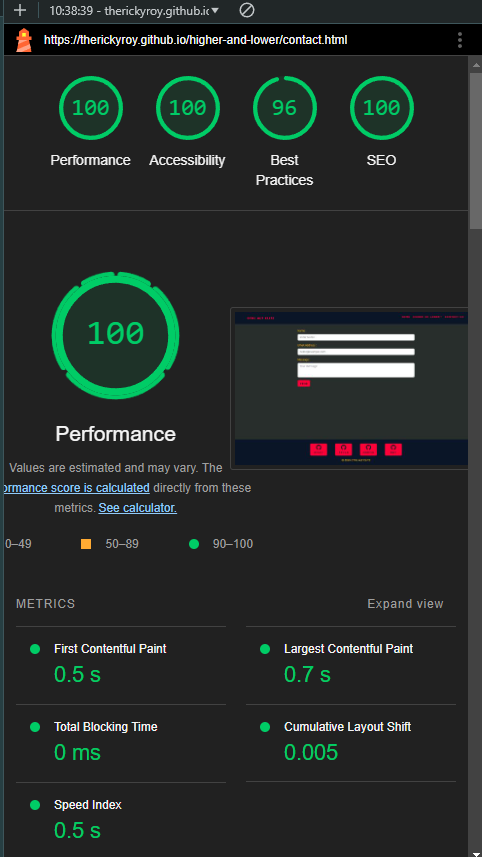 10:38:39 - therickyroy.github.ic
https://therickyroy.github.io/higher-and-lower/contact.html
100 100 96 100
Performance Accessibility Best Practices SEO
100
Performance
Values are estimated and may vary. The
ormance score is calculated directly from these
metrics. See calculator.
0–49 50–89 90–100
METRICS Expand view
First Contentful Paint Largest Contentful Paint
0.5 s 0.7 s
Total Blocking Time Cumulative Layout Shift
0 ms 0.005
Speed Index
0.5 s